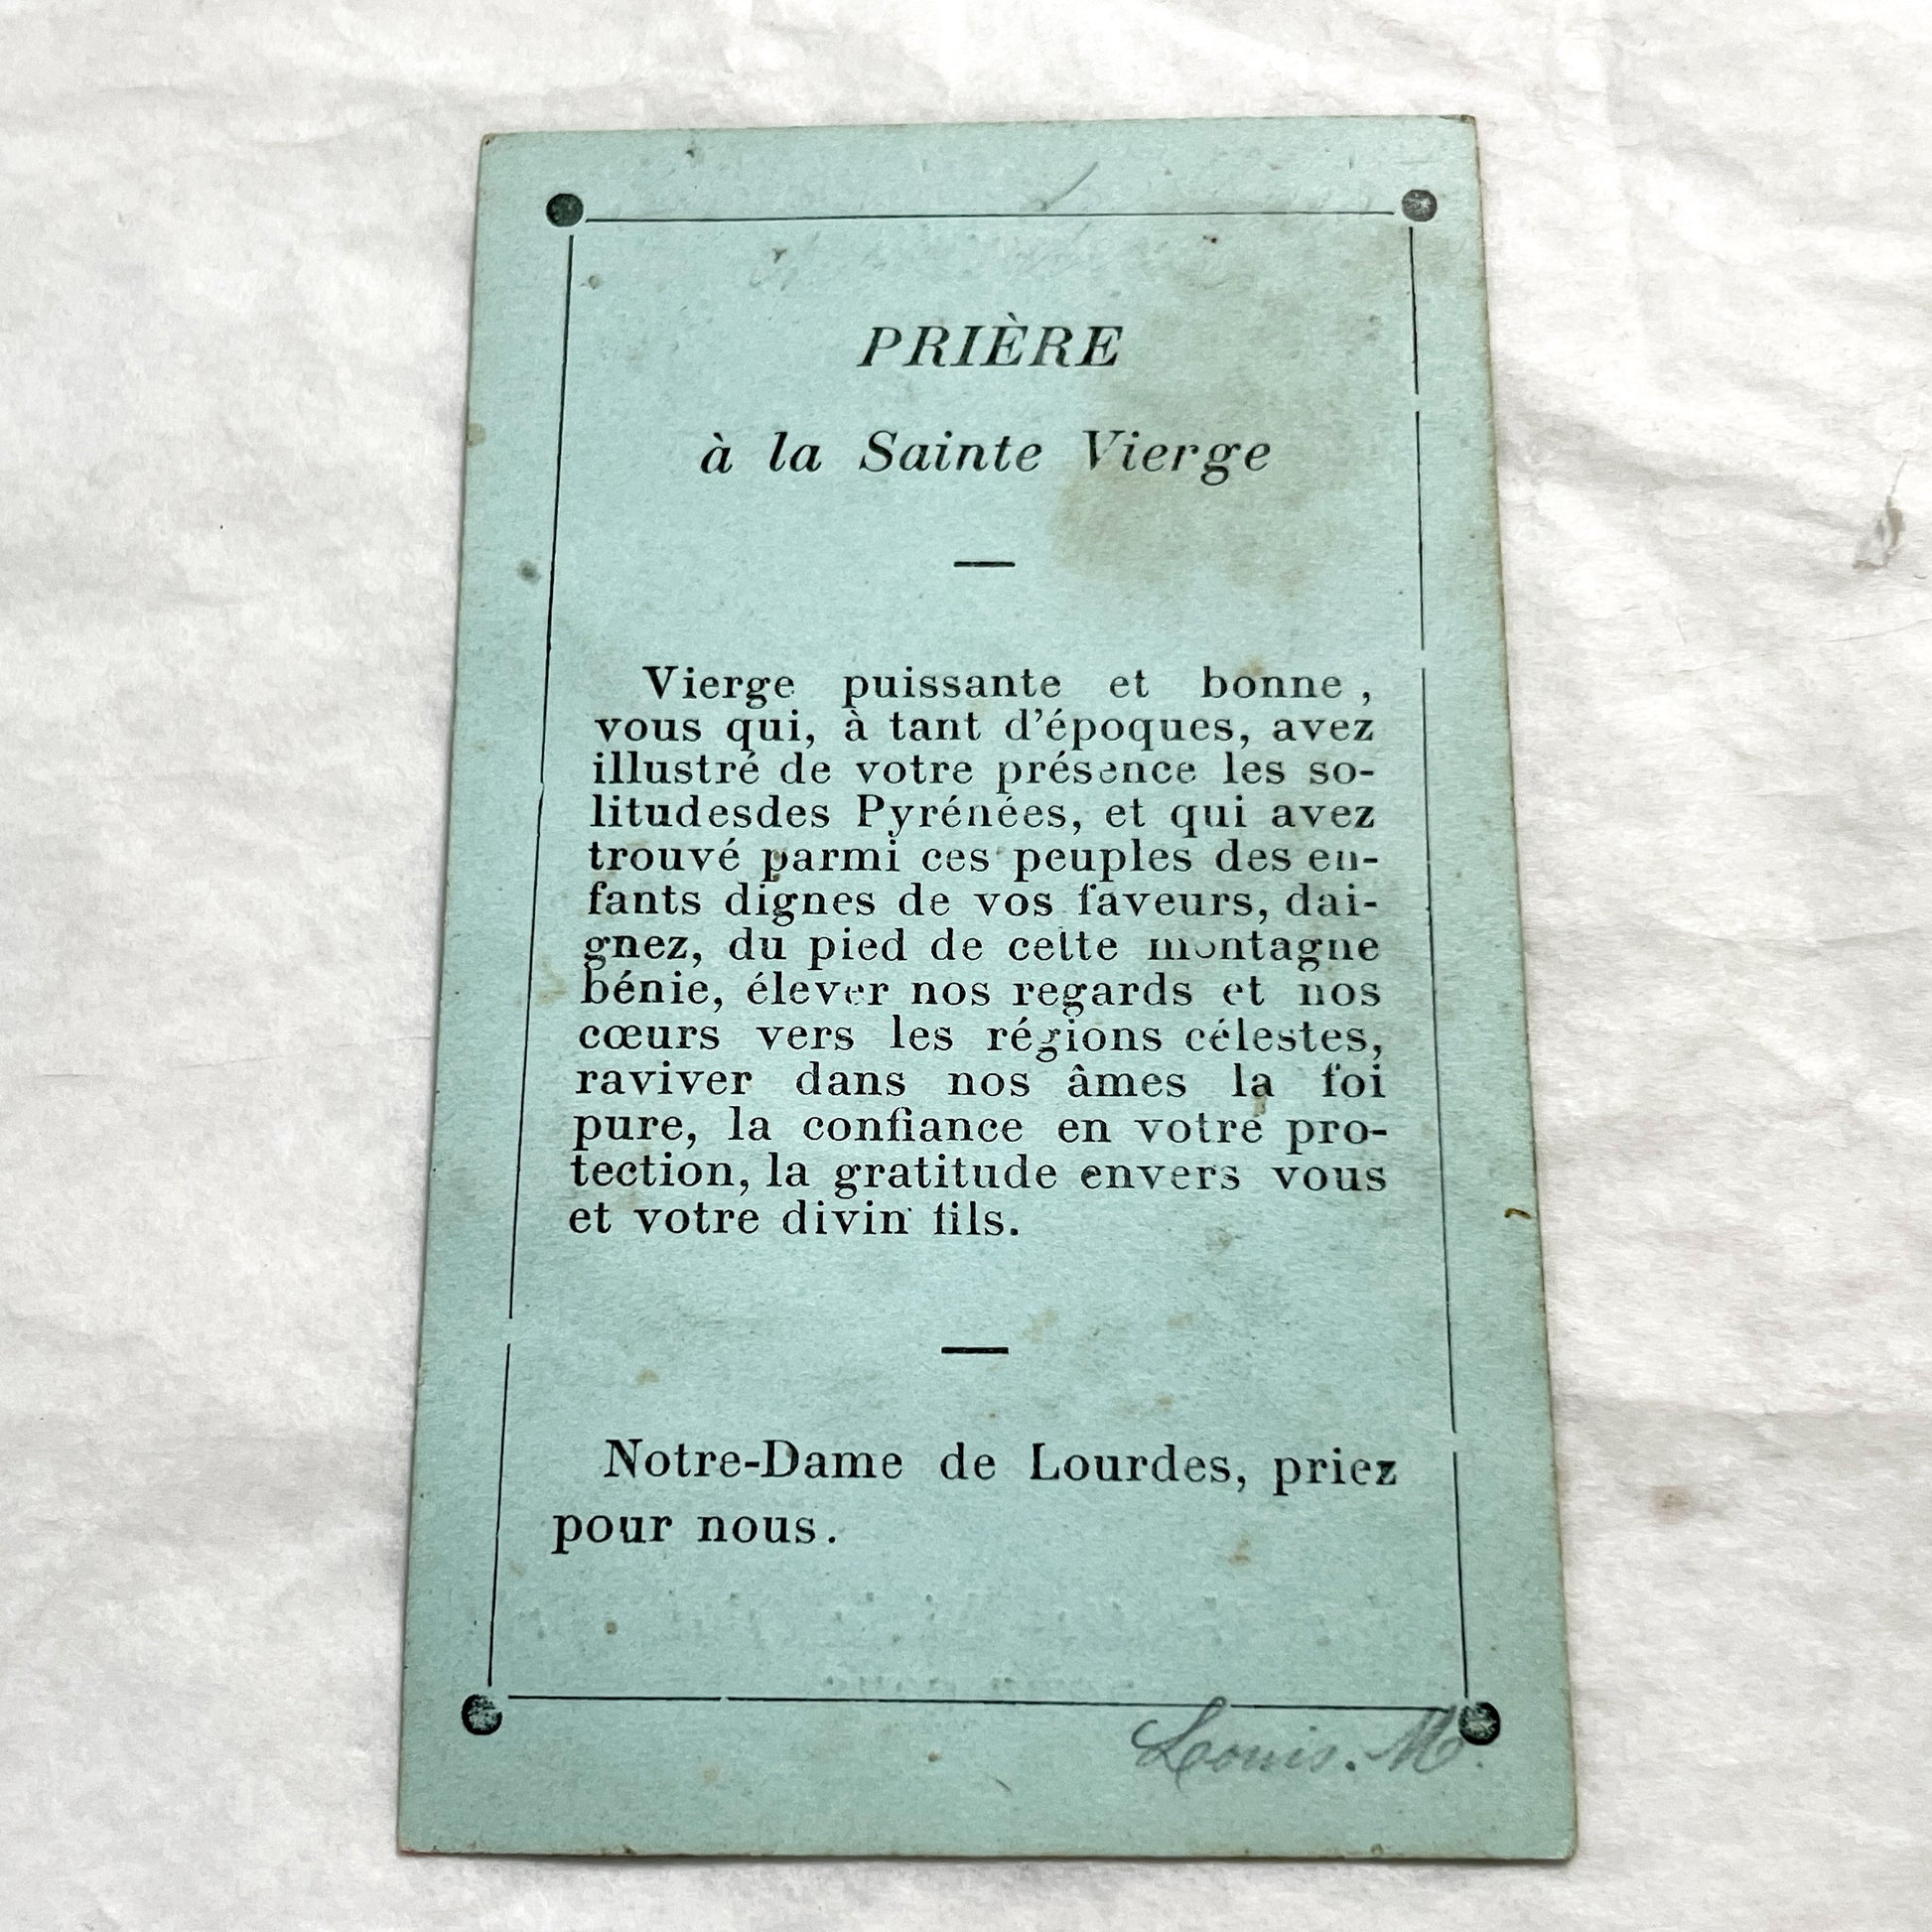 PRIÈRE
à la Sainte Vierge
Vierge puissante et bonne,
vous qui, à tant d'époques, avez
illustré de votre présence les so-
litudesdes Pyrénées, et qui avez
trouvé parmi ces peuples des en-
fants dignes de vos faveurs, dai-
gnez, du pied de cette montagne
bénie, élever nos regards et nos
cœurs vers les régions célestes,
raviver dans nos âmes la foi
pure, la confiance en votre pro-
tection, la gratitude envers vous
et votre divin fils.
Notre-Dame de Lourdes, priez
pour nous.
Louis. M.